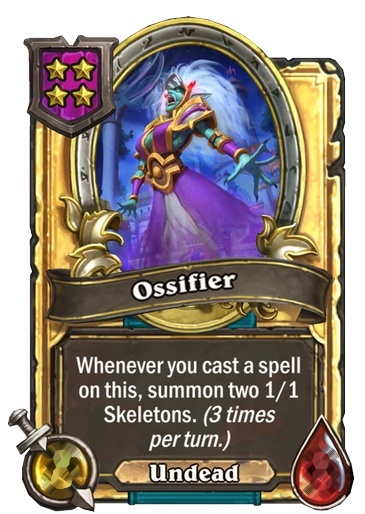 Ossifier
Whenever you cast a spell
on this, summon two 1/1
Skeletons. (3 times
per turn.)
Undead